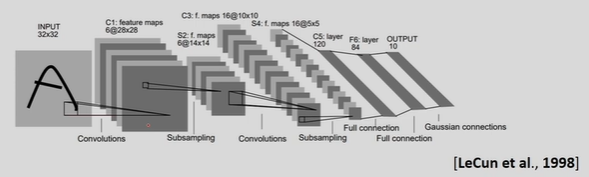 INPUT
32x32
C1: feature maps
6@28x28
S2: f. maps
6@14x14
C3: f. maps 16@10x10
S4: f. maps 16@5x5
C5: layer
120
F6: layer
84
OUTPUT
10
A
Convolutions
Subsampling
Convolutions
Subsampling
Full connection
Full connection
Gaussian connections
[LeCun et al., 1998]